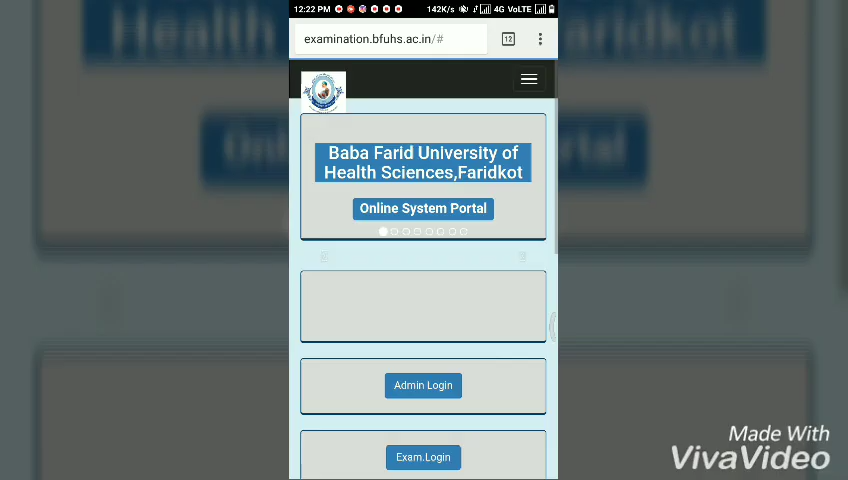 12:22 PM
142K/s
4G VoLTE
examination.bfuhs.ac.in/#
12
Baba Farid University of
Health Sciences,Faridkot
Online System Portal
Admin Login
Exam.Login
Made With
VivaVideo